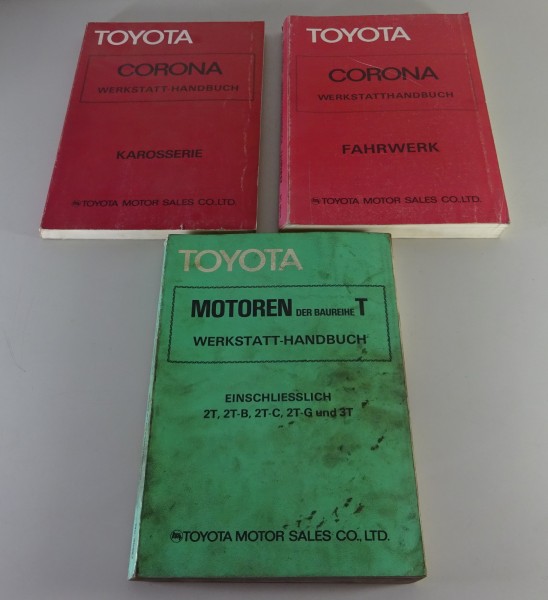 TOYOTA
CORONA
WERKSTATT-HANDBUCH
KAROSSERIE
TOYOTA MOTOR SALES CO.,LTD.
TOYOTA
CORONA
WERKSTATTHANDBUCH
FAHRWERK
TOYOTA MOTOR SALES CO.,LTD.
TOYOTA
MOTOREN DER BAUREIHE T
WERKSTATT-HANDBUCH
EINSCHLIESSLICH
2T, 2T-B, 2T-C, 2T-G und 3T
TOYOTA MOTOR SALES CO., LTD.